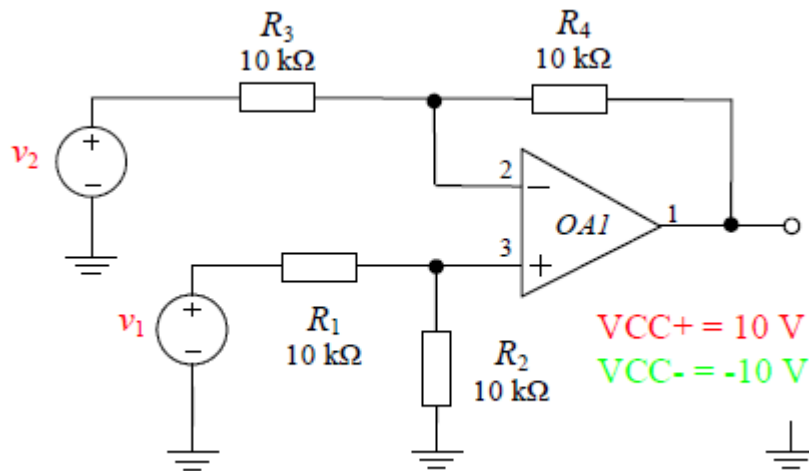 R3
10 kΩ
R4
10 kΩ
v2
+
-
2
−
OA1
1
3
+
v1
+
-
R1
10 kΩ
R2
10 kΩ
VCC+ = 10 V
VCC- = -10 V